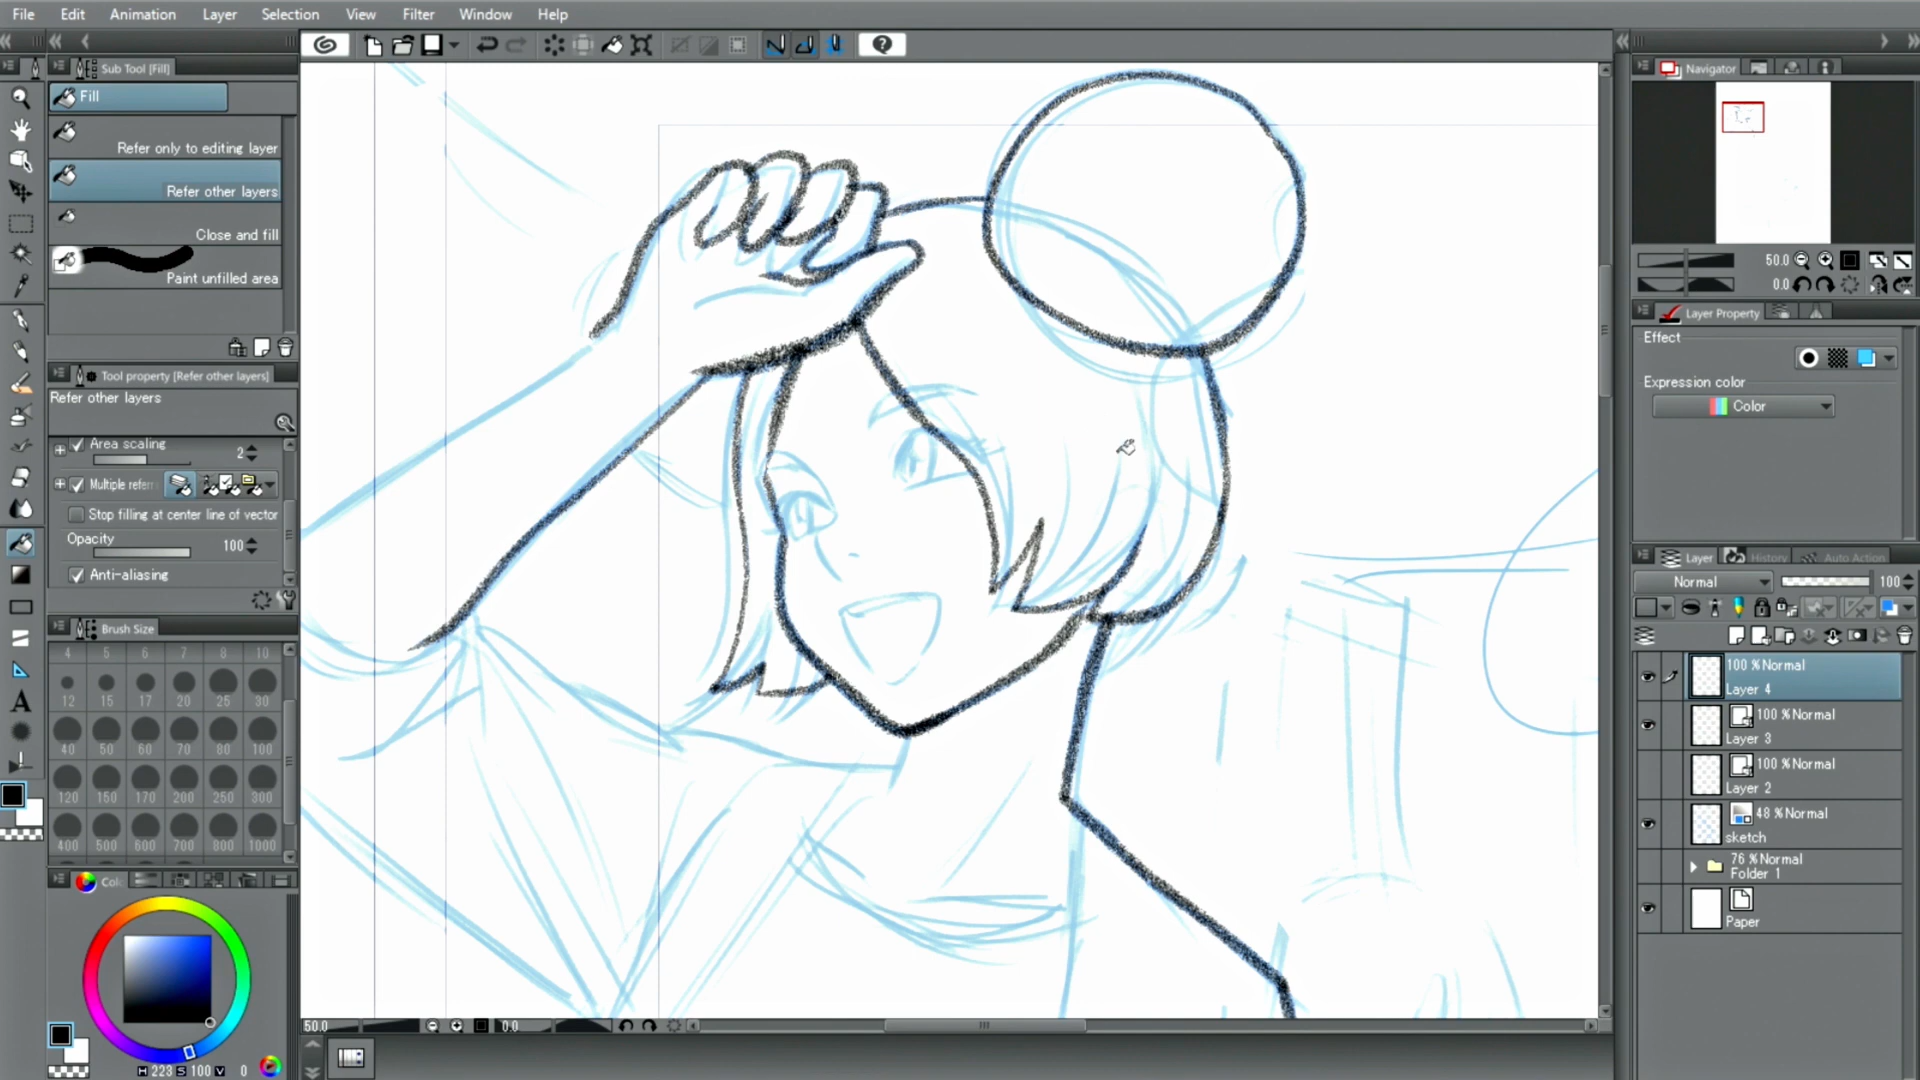 File Edit Animation Layer Selection View Filter Window Help
Sub Tool [Fill]
Fill
Refer only to editing layer
Refer other layers
Close and fill
Paint unfilled area
Tool property [Refer other layers]
Refer other layers
Area scaling 2
Multiple referr
Stop filling at center line of vector
Opacity 100
Anti-aliasing
Brush Size
4 5 6 7 8 10
12 15 17 20 25 30
40 50 60 70 80 100
120 150 170 200 250 300
400 500 600 700 800 1000
Col
H 223 S 100 V 0
50.0 0.0
Navigator
50.0
0.0
Layer Property
Effect
Expression color
Color
Layer History Auto Action
Normal 100
100 %Normal
Layer 4
100 %Normal
Layer 3
100 %Normal
Layer 2
48 %Normal
sketch
76 %Normal
Folder 1
Paper